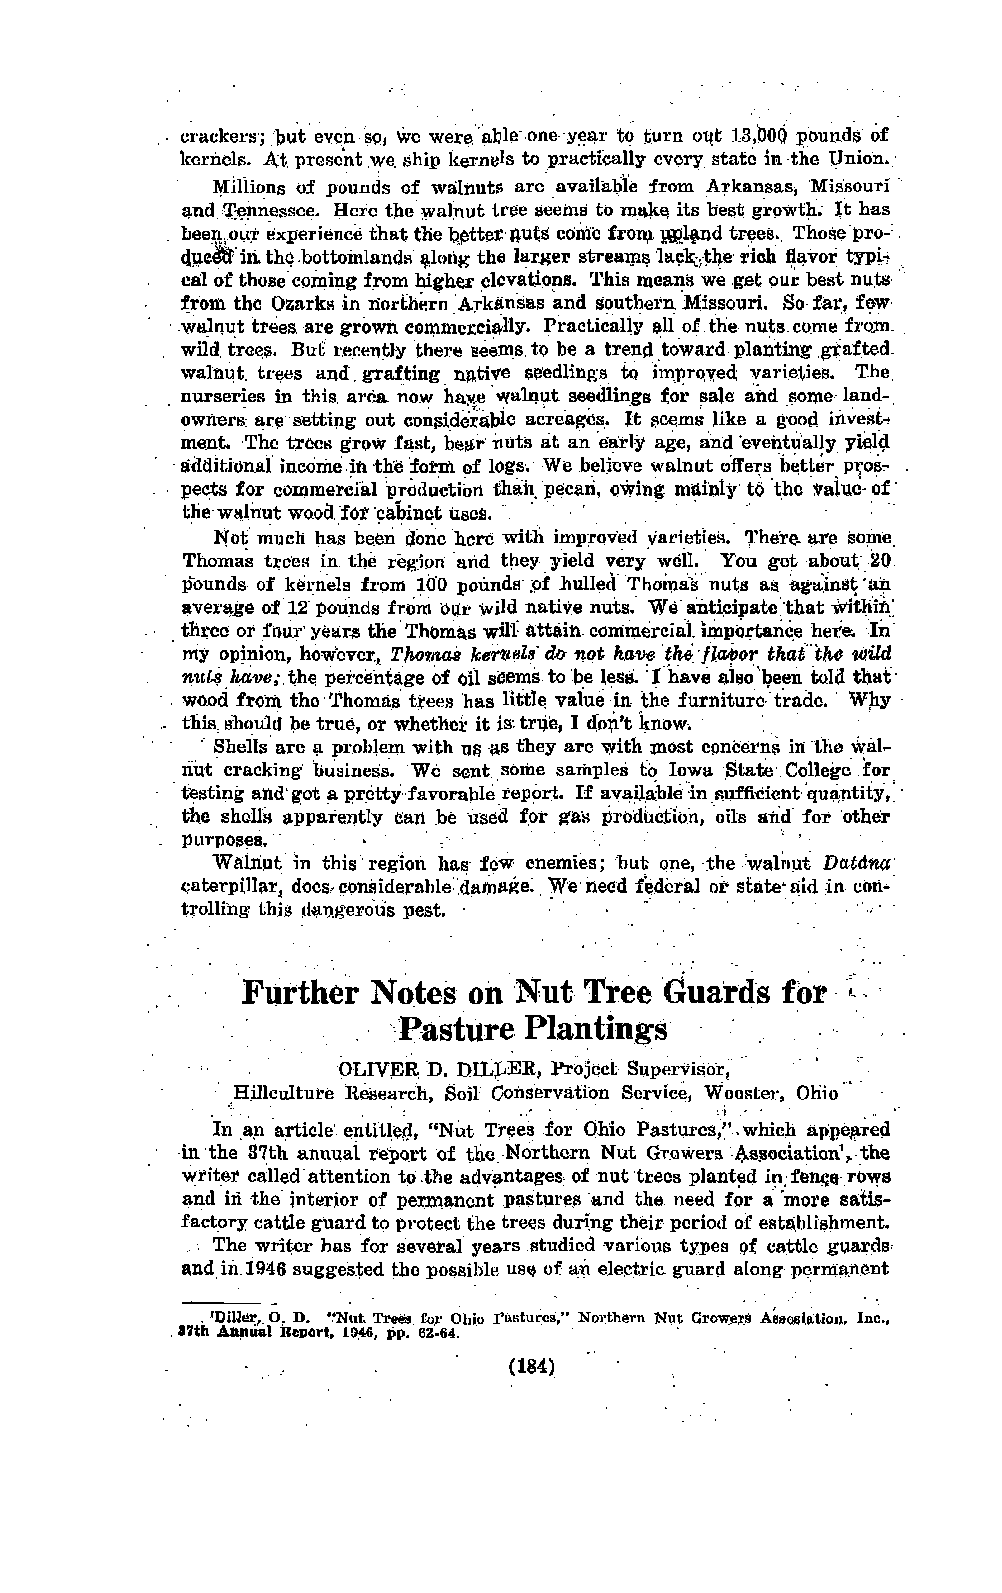 crackers; but even so, we were able one year to turn out 13,000 pounds of
kernels. At present we ship kernels to practically every state in the Union.
Millions of pounds of walnuts are available from Arkansas, Missouri
and Tennessee. Here the walnut tree seems to make its best growth. It has
been our experience that the better nuts come from upland trees. Those pro-
duced in the bottomlands along the larger streams lack the rich flavor typi-
cal of those coming from higher elevations. This means we get our best nuts
from the Ozarks in northern Arkansas and southern Missouri. So far, few
walnut trees are grown commercially. Practically all of the nuts come from
wild trees. But recently there seems to be a trend toward planting grafted
walnut trees and grafting native seedlings to improved varieties. The
nurseries in this area now have walnut seedlings for sale and some land-
owners are setting out considerable acreages. It seems like a good invest-
ment. The trees grow fast, bear nuts at an early age, and eventually yield
additional income in the form of logs. We believe walnut offers better pros-
pects for commercial production than pecan, owing mainly to the value of
the walnut wood for cabinet uses.
Not much has been done here with improved varieties. There are some
Thomas trees in the region and they yield very well. You get about 20
pounds of kernels from 100 pounds of hulled Thomas nuts as against an
average of 12 pounds from our wild native nuts. We anticipate that within
three or four years the Thomas will attain commercial importance here. In
my opinion, however, Thomas kernels do not have the flavor that the wild
nuts have; the percentage of oil seems to be less. I have also been told that
wood from the Thomas trees has little value in the furniture trade. Why
this should be true, or whether it is true, I don't know.
Shells are a problem with us as they are with most concerns in the wal-
nut cracking business. We sent some samples to Iowa State College for
testing and got a pretty favorable report. If available in sufficient quantity,
the shells apparently can be used for gas production, oils and for other
purposes.
Walnut in this region has few enemies; but one, the walnut Datana
caterpillar, does considerable damage. We need federal or state aid in con-
trolling this dangerous pest.
Further Notes on Nut Tree Guards for
Pasture Plantings
OLIVER D. DILLER, Project Supervisor,
Hillculture Research, Soil Conservation Service, Wooster, Ohio
In an article entitled, "Nut Trees for Ohio Pastures," which appeared
in the 37th annual report of the Northern Nut Growers Association¹, the
writer called attention to the advantages of nut trees planted in fence rows
and in the interior of permanent pastures and the need for a more satis-
factory cattle guard to protect the trees during their period of establishment.
The writer has for several years studied various types of cattle guards
and in 1946 suggested the possible use of an electric guard along permanent
¹Diller, O. D. "Nut Trees for Ohio Pastures," Northern Nut Growers Association, Inc.,
37th Annual Report, 1946, pp. 62-64.
(184)